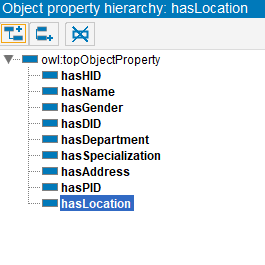 Object property hierarchy: hasLocation
owl:topObjectProperty
hasHID
hasName
hasGender
hasDID
hasDepartment
hasSpecialization
hasAddress
hasPID
hasLocation